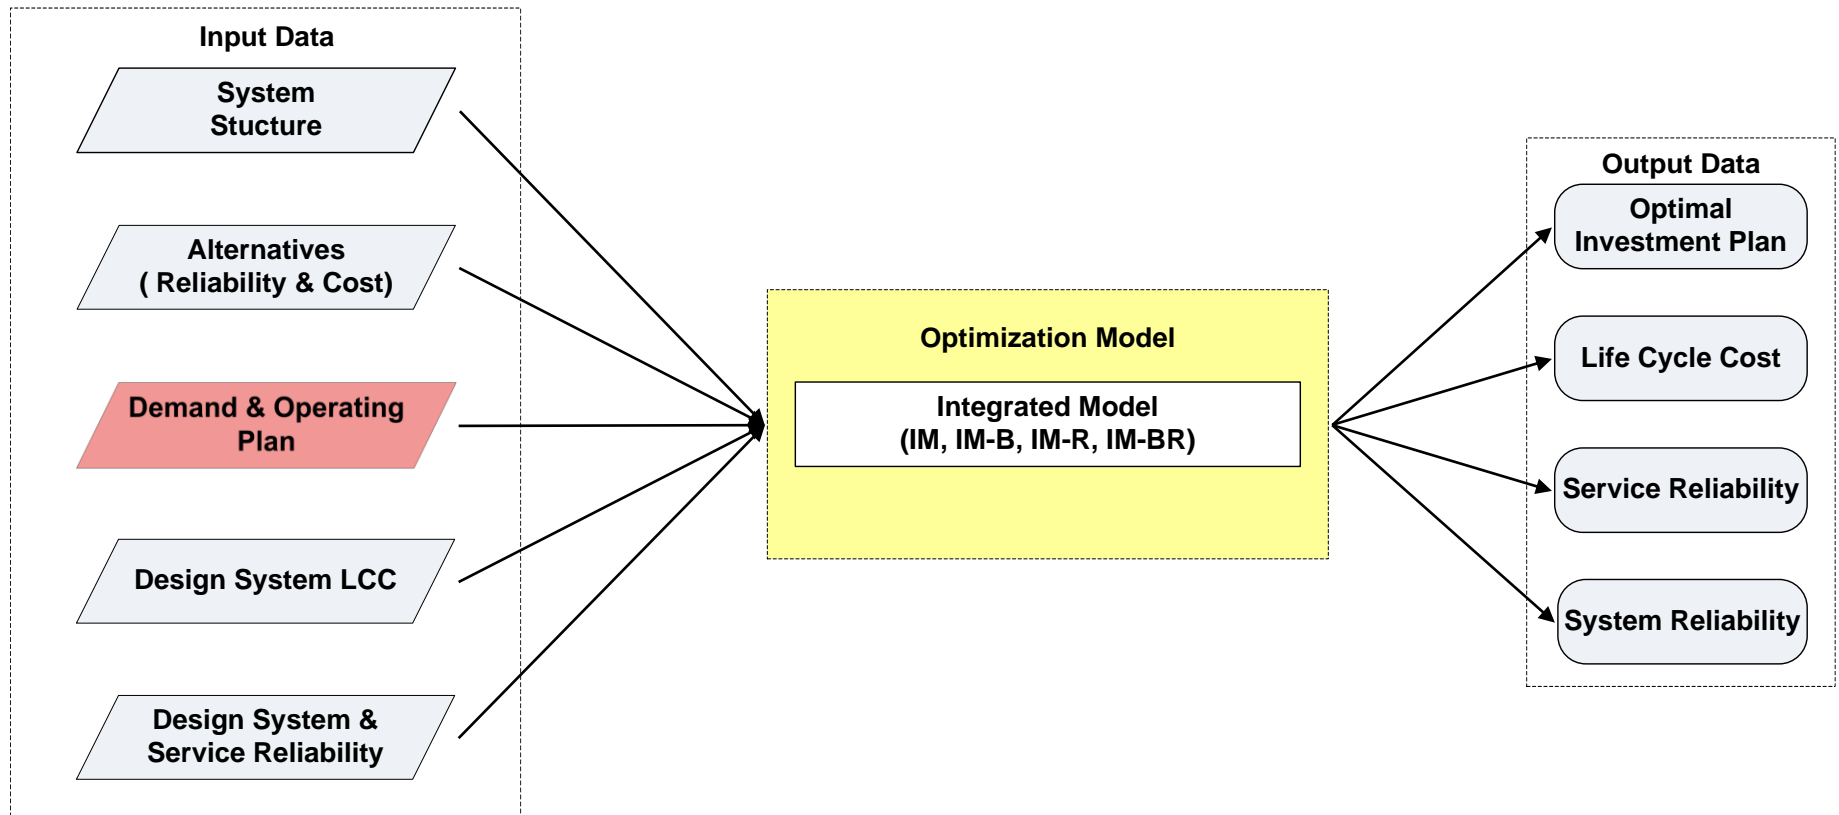 Input Data
System
Stucture
Alternatives
( Reliability & Cost)
Demand & Operating
Plan
Design System LCC
Design System &
Service Reliability
Optimization Model
Integrated Model
(IM, IM-B, IM-R, IM-BR)
Output Data
Optimal
Investment Plan
Life Cycle Cost
Service Reliability
System Reliability